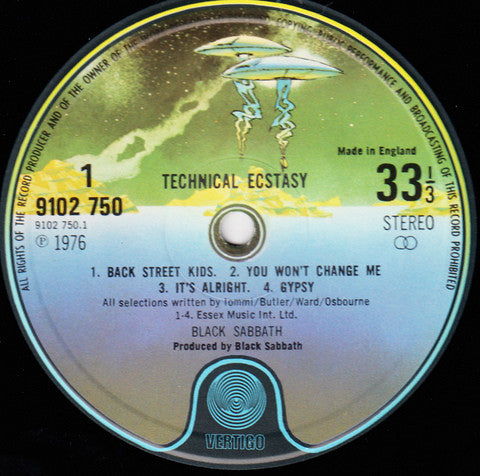 ALL RIGHTS OF THE RECORD PRODUCER AND OF THE OWNER OF THE
COPYING, PUBLIC PERFORMANCE AND BROADCASTING OF THIS RECORD PROHIBITED
Made in England
1
TECHNICAL ECSTASY
33 1/3
9102 750
9102 750.1
STEREO
Ⓟ 1976
1. BACK STREET KIDS. 2. YOU WON'T CHANGE ME
3. IT'S ALRIGHT. 4. GYPSY
All selections written by Iommi/Butler/Ward/Osbourne
1-4. Essex Music Int. Ltd.
BLACK SABBATH
Produced by Black Sabbath
VERTIGO